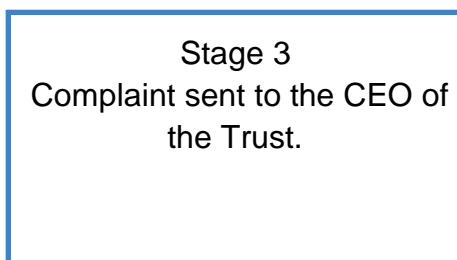 Stage 3
Complaint sent to the CEO of
the Trust.